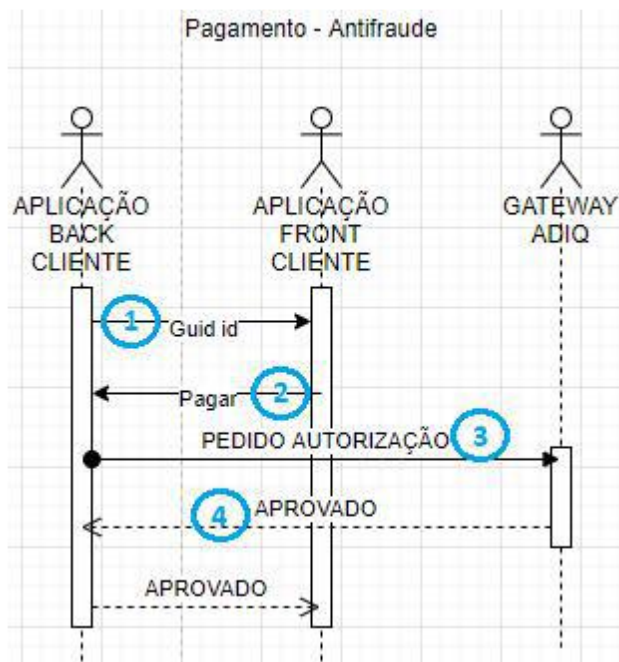 Pagamento - Antifraude
APLICAÇÃO
BACK
CLIENTE
APLICAÇÃO
FRONT
CLIENTE
GATEWAY
ADIQ
1
Guid id
Pagar
2
PEDIDO AUTORIZAÇÃO
3
4
APROVADO
APROVADO